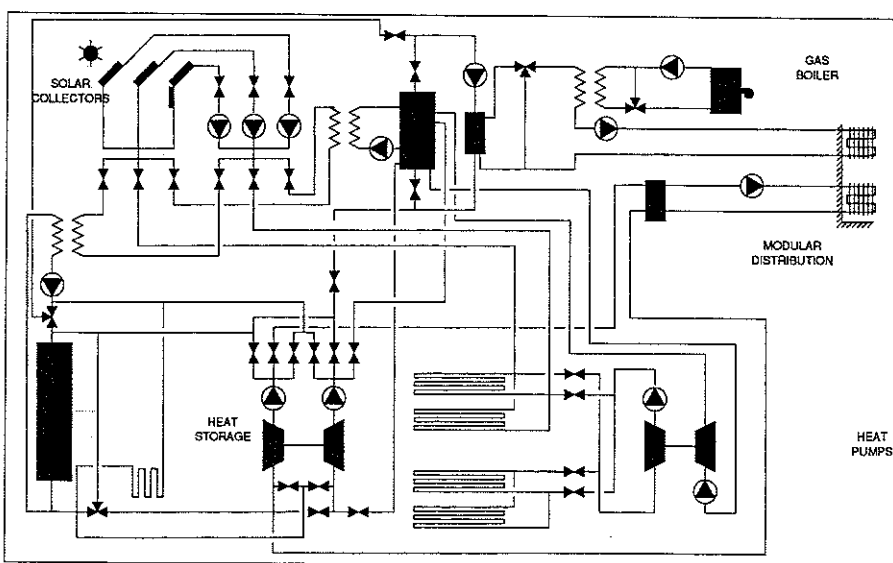 SOLAR
COLLECTORS
GAS
BOILER
MODULAR
DISTRIBUTION
HEAT
STORAGE
HEAT
PUMPS